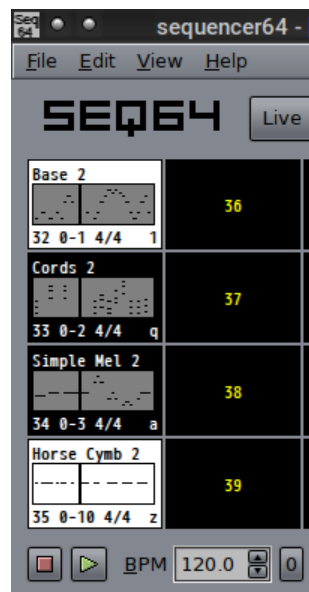 Seq
64
sequencer64 -
File Edit View Help
SEQ64
Live
Base 2
32 0-1 4/4 1
36
Cords 2
33 0-2 4/4 q
37
Simple Mel 2
34 0-3 4/4 a
38
Horse Cymb 2
35 0-10 4/4 z
39
BPM 120.0 0